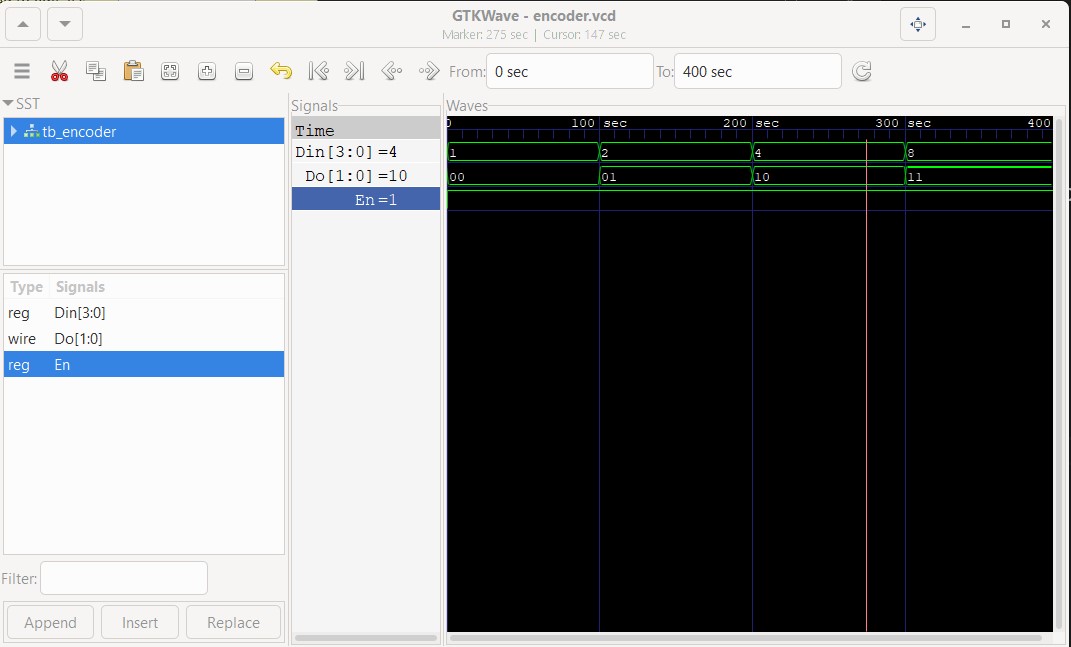 GTKWave - encoder.vcd
Marker: 275 sec | Cursor: 147 sec
From: 0 sec To: 400 sec
SST
tb_encoder
Type Signals
reg Din[3:0]
wire Do[1:0]
reg En
Filter:
Append Insert Replace
Signals
Time
Din[3:0] =4
Do[1:0] =10
En =1
Waves
0 100 sec 200 sec 300 sec 400
1 2 4 8
00 01 10 11